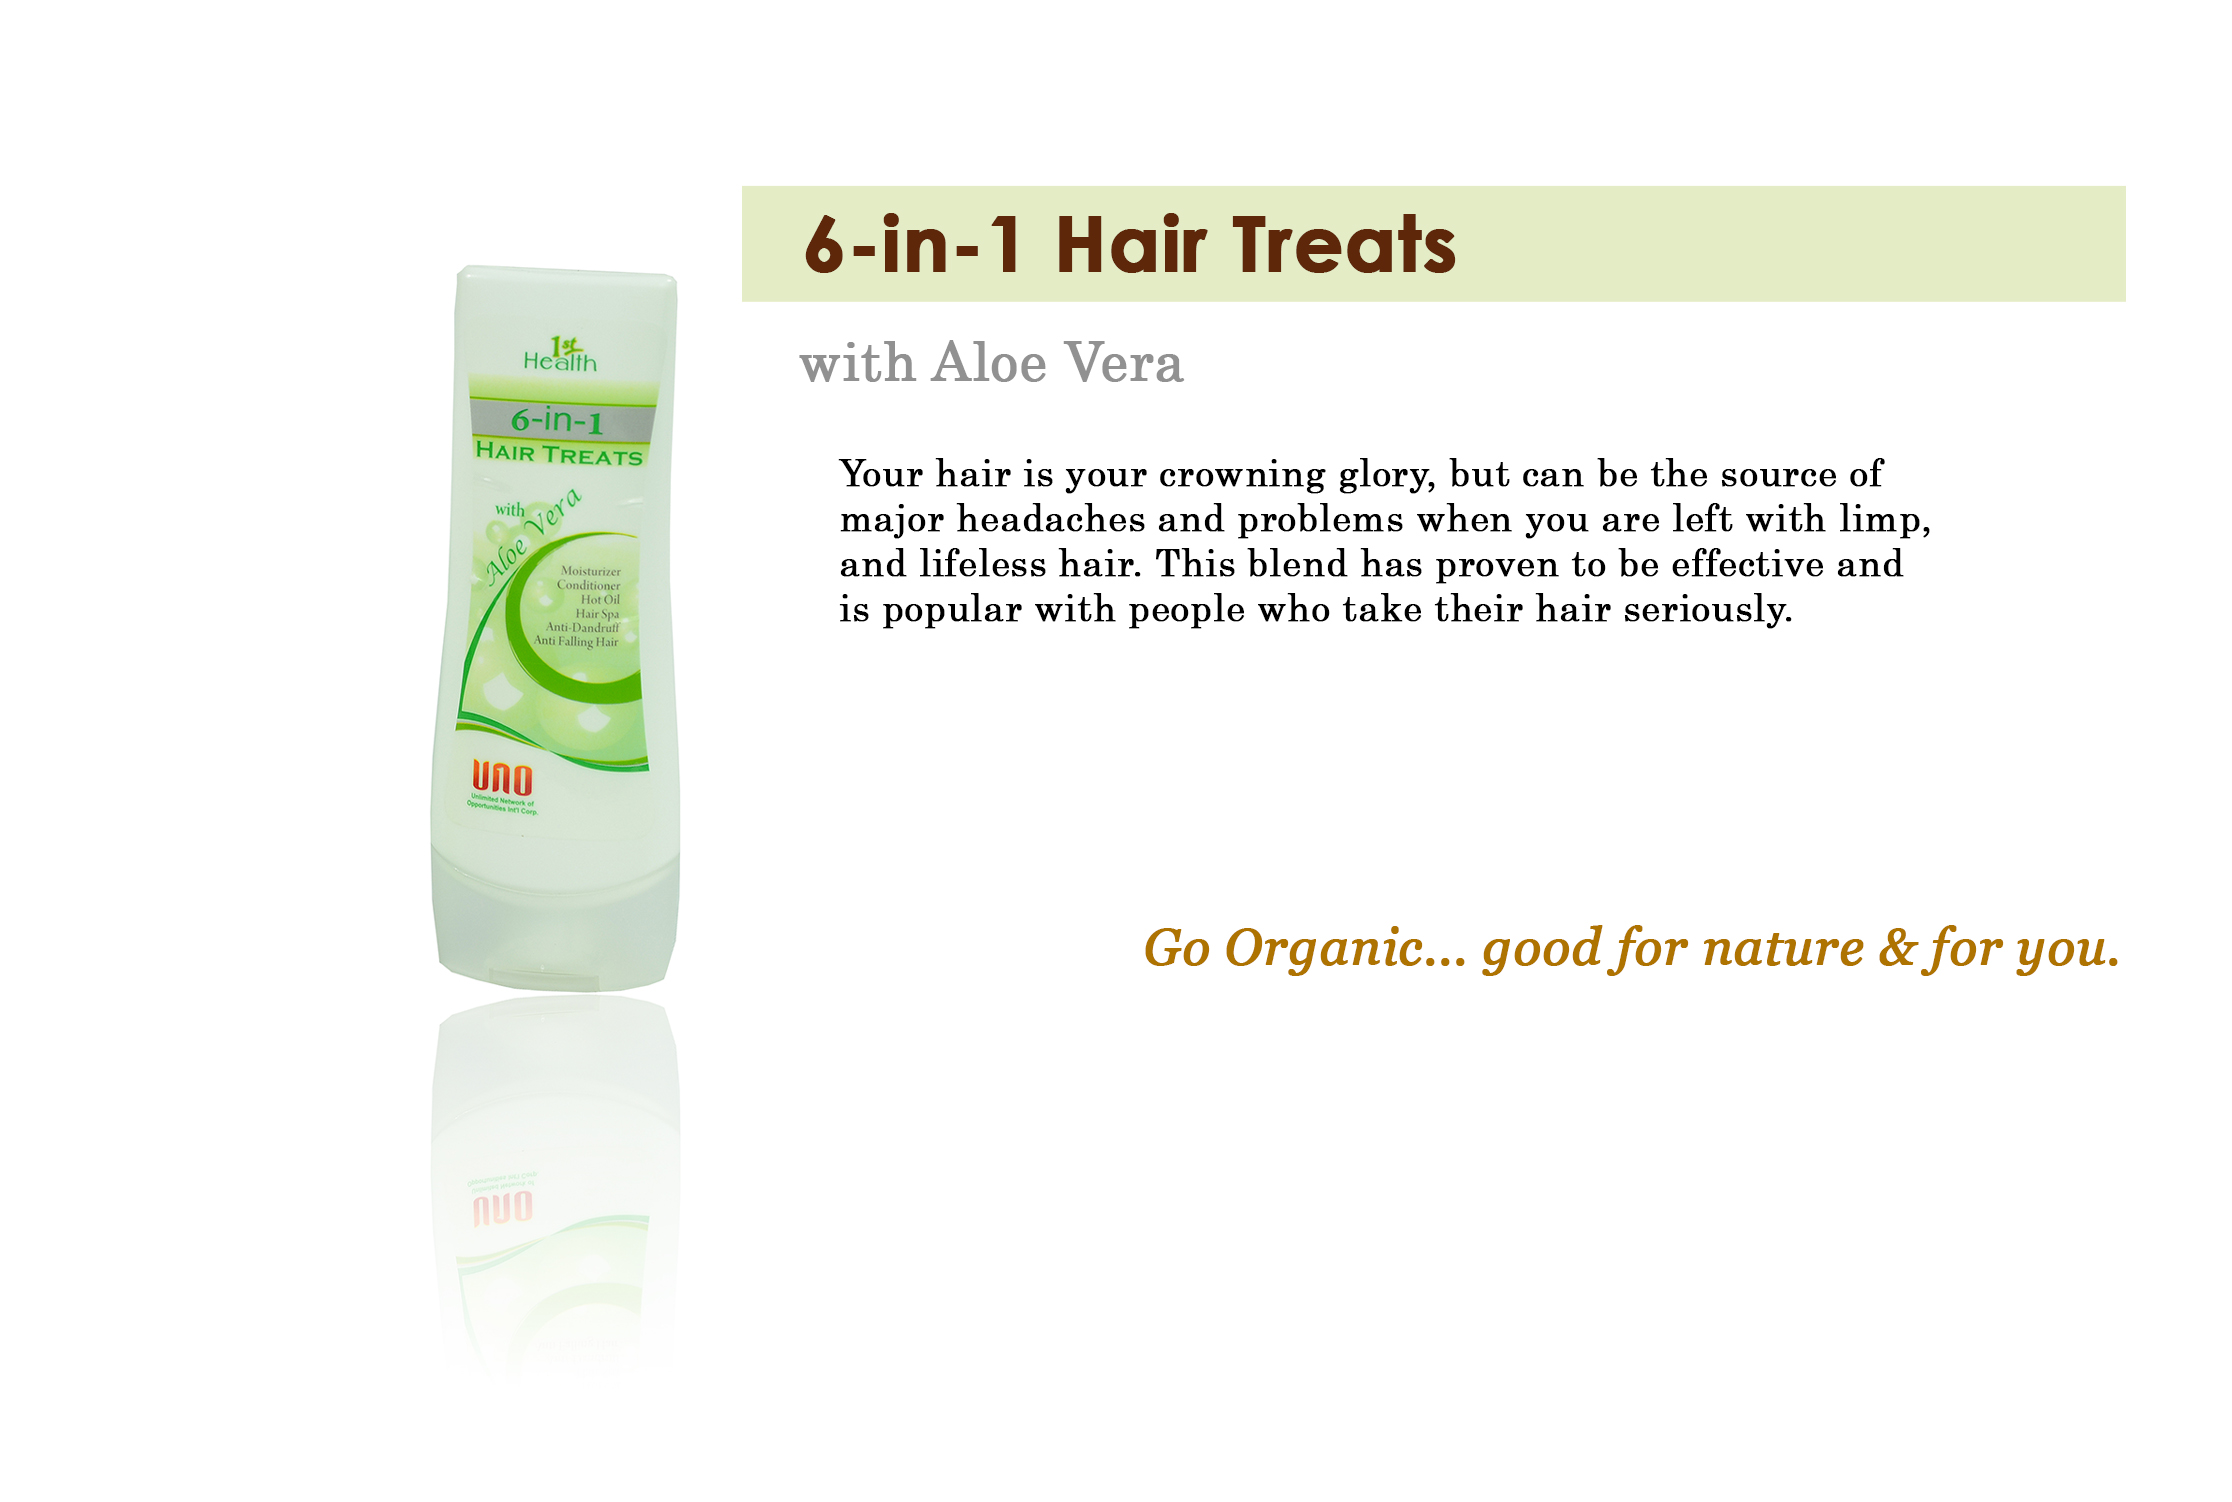 6-in-1 Hair Treats
with Aloe Vera
Your hair is your crowning glory, but can be the source of
major headaches and problems when you are left with limp,
and lifeless hair. This blend has proven to be effective and
is popular with people who take their hair seriously.
Go Organic... good for nature & for you.
1st
Health
6-in-1
HAIR TREATS
with
Aloe Vera
Moisturizer
Conditioner
Hot Oil
Hair Spa
Anti-Dandruff
Anti Falling Hair
UNO
Unlimited Network of
Opportunities Int'l Corp.